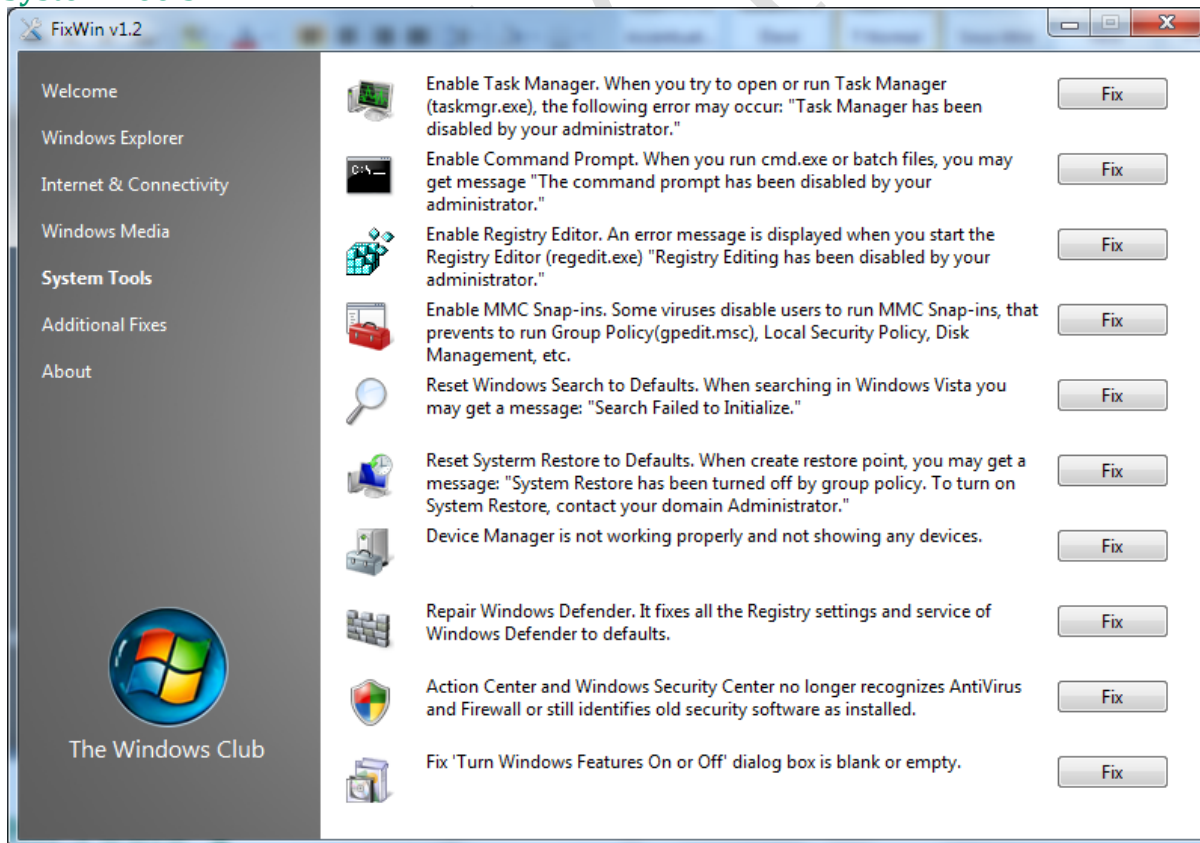 System Tools
FixWin v1.2
Welcome
Windows Explorer
Internet & Connectivity
Windows Media
System Tools
Additional Fixes
About
The Windows Club
Enable Task Manager. When you try to open or run Task Manager
(taskmgr.exe), the following error may occur: "Task Manager has been
disabled by your administrator."
Fix
Enable Command Prompt. When you run cmd.exe or batch files, you may
get message "The command prompt has been disabled by your
administrator."
Fix
Enable Registry Editor. An error message is displayed when you start the
Registry Editor (regedit.exe) "Registry Editing has been disabled by your
administrator."
Fix
Enable MMC Snap-ins. Some viruses disable users to run MMC Snap-ins, that
prevents to run Group Policy(gpedit.msc), Local Security Policy, Disk
Management, etc.
Fix
Reset Windows Search to Defaults. When searching in Windows Vista you
may get a message: "Search Failed to Initialize."
Fix
Reset Systerm Restore to Defaults. When create restore point, you may get a
message: "System Restore has been turned off by group policy. To turn on
System Restore, contact your domain Administrator."
Fix
Device Manager is not working properly and not showing any devices.
Fix
Repair Windows Defender. It fixes all the Registry settings and service of
Windows Defender to defaults.
Fix
Action Center and Windows Security Center no longer recognizes AntiVirus
and Firewall or still identifies old security software as installed.
Fix
Fix 'Turn Windows Features On or Off' dialog box is blank or empty.
Fix